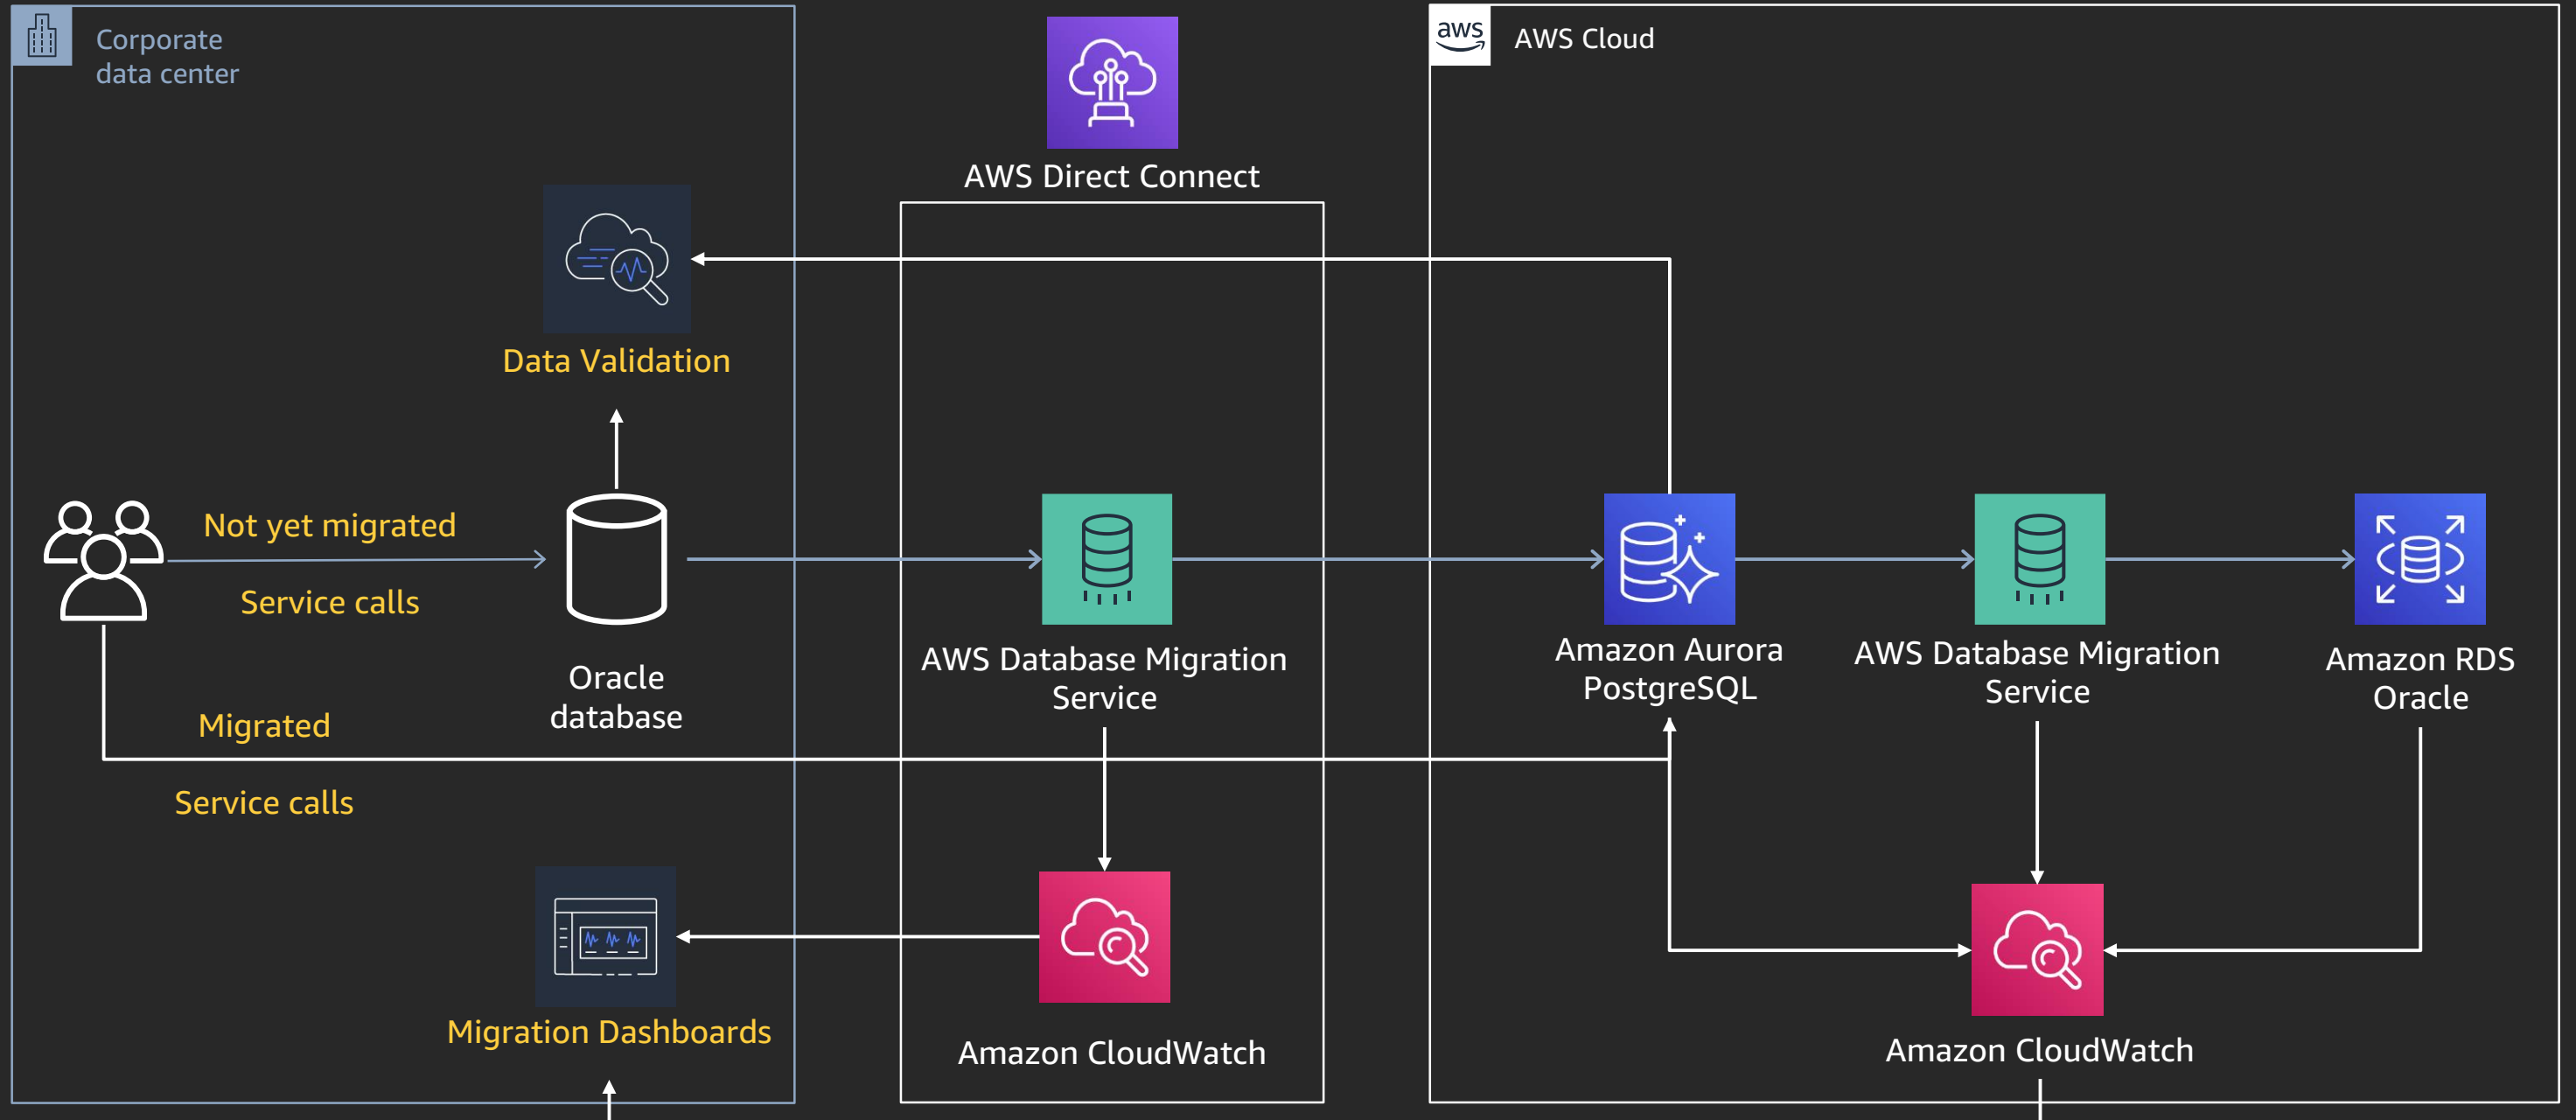 Corporate
data center
AWS Direct Connect
aws
AWS Cloud
Data Validation
Not yet migrated
Service calls
Oracle
database
AWS Database Migration
Service
Amazon Aurora
PostgreSQL
AWS Database Migration
Service
Amazon RDS
Oracle
Migrated
Service calls
Migration Dashboards
Amazon CloudWatch
Amazon CloudWatch